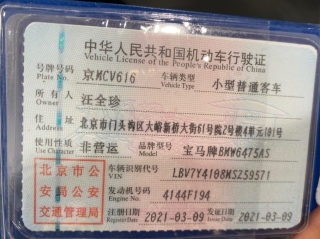 中华人民共和国机动车行驶证
Vehicle License of the People's Republic of China
号牌号码 京MCV616 车辆类型 小型普通客车
Plate No. Vehicle Type
所有人 汪全珍
Owner
住址 北京市门头沟区大峪新桥大街61号院2号楼4单元181号
Address
使用性质 非营运 品牌型号 宝马牌BMW6475AS
Use Character Model
北京市公安局公安交通管理局
车辆识别代号 LBV7Y4108MSZ59571
VIN
发动机号码 4144F194
Engine No.
注册日期 2021-03-09 发证日期 2021-03-09
Register Date Issue Date